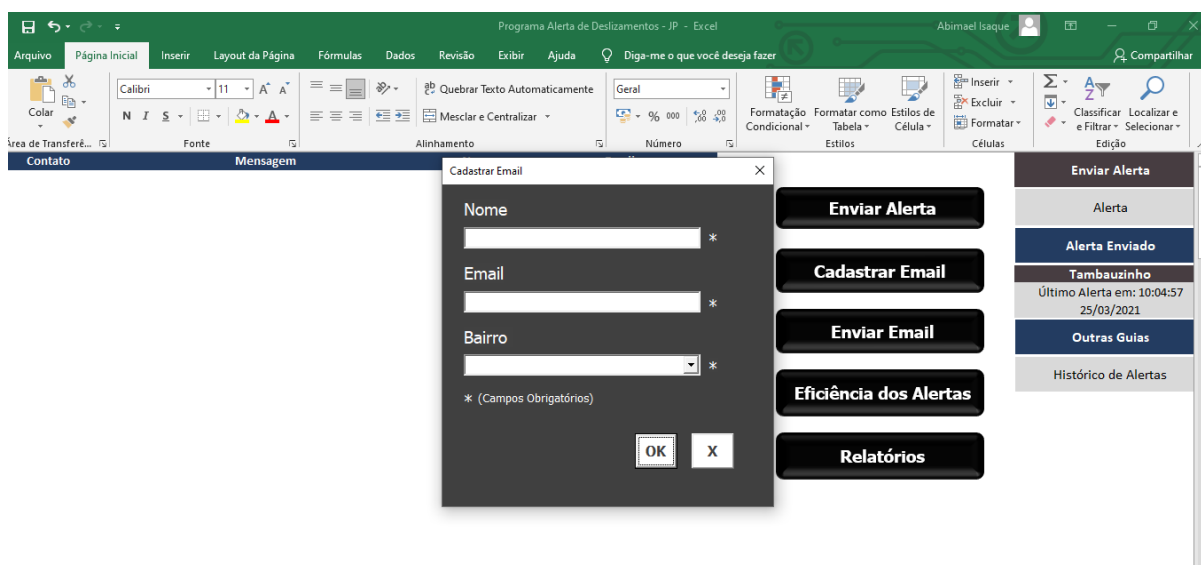 Programa Alerta de Deslizamentos - JP - Excel
Abimael Isaque
Arquivo Página Inicial Inserir Layout da Página Fórmulas Dados Revisão Exibir Ajuda Diga-me o que você deseja fazer Compartilhar
Colar
Calibri 11
N I S
A A
ab Quebrar Texto Automaticamente
Mesclar e Centralizar
Geral
% 000
Formatação Condicional
Formatar como Tabela
Estilos de Célula
Inserir
Excluir
Formatar
Classificar e Filtrar
Localizar e Selecionar
Área de Transferê... Fonte Alinhamento Número Estilos Células Edição
Contato Mensagem
Cadastrar Email
Nome
*
Email
*
Bairro
*
* (Campos Obrigatórios)
OK X
Enviar Alerta
Cadastrar Email
Enviar Email
Eficiência dos Alertas
Relatórios
Enviar Alerta
Alerta
Alerta Enviado
Tambauzinho
Último Alerta em: 10:04:57
25/03/2021
Outras Guias
Histórico de Alertas